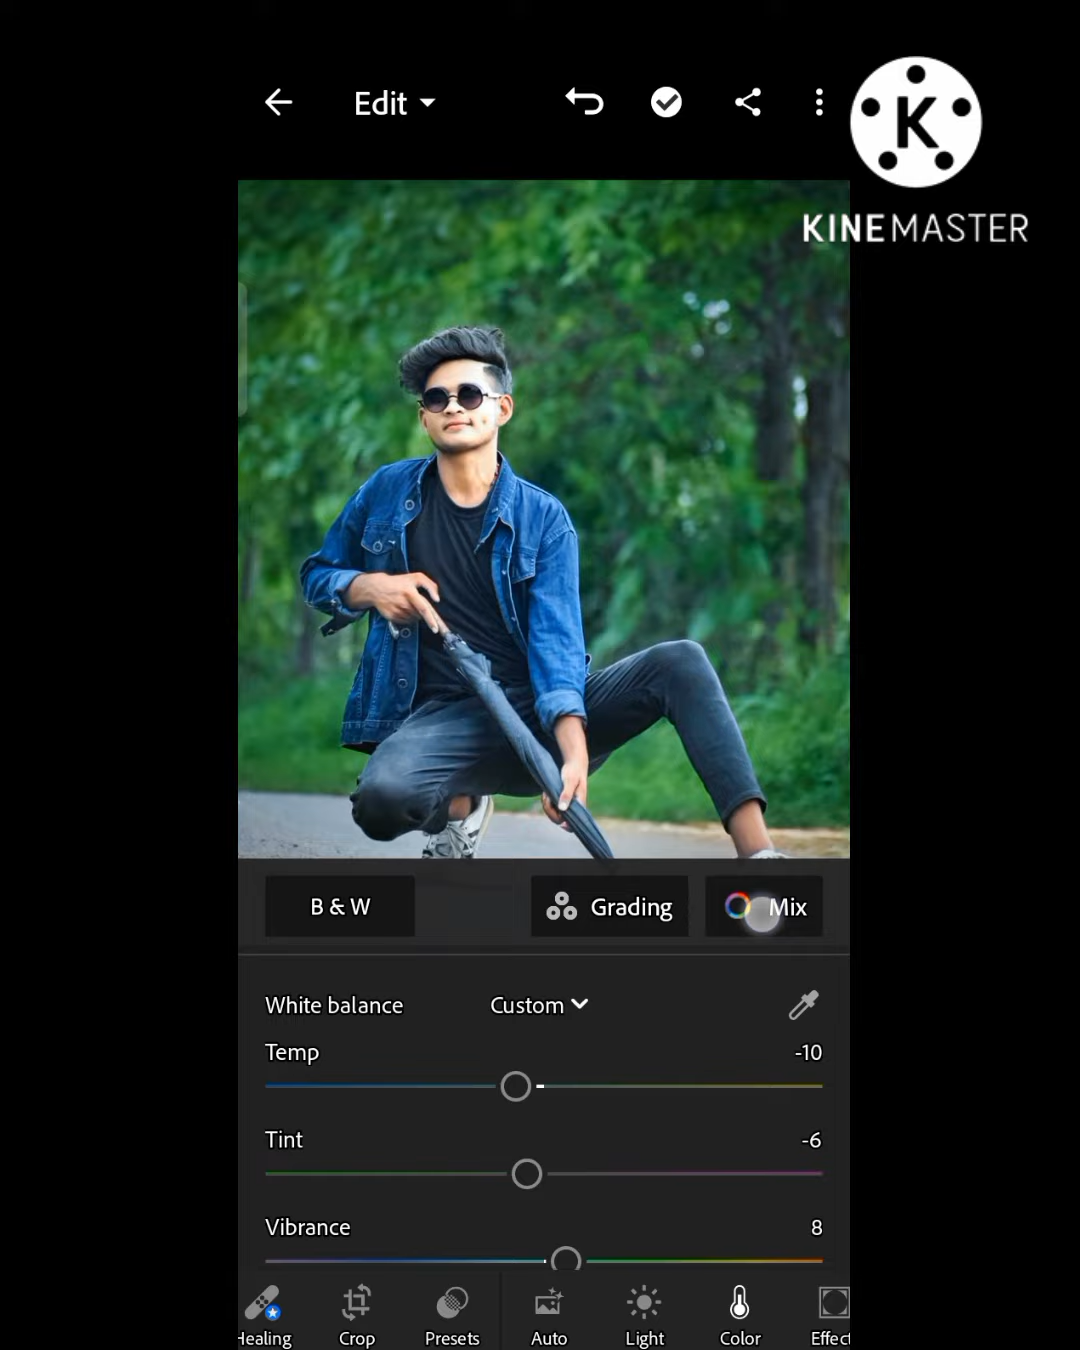 Edit
K
KINEMASTER
B & W
Grading
Mix
White balance
Custom
Temp
-10
Tint
-6
Vibrance
8
Healing
Crop
Presets
Auto
Light
Color
Effect